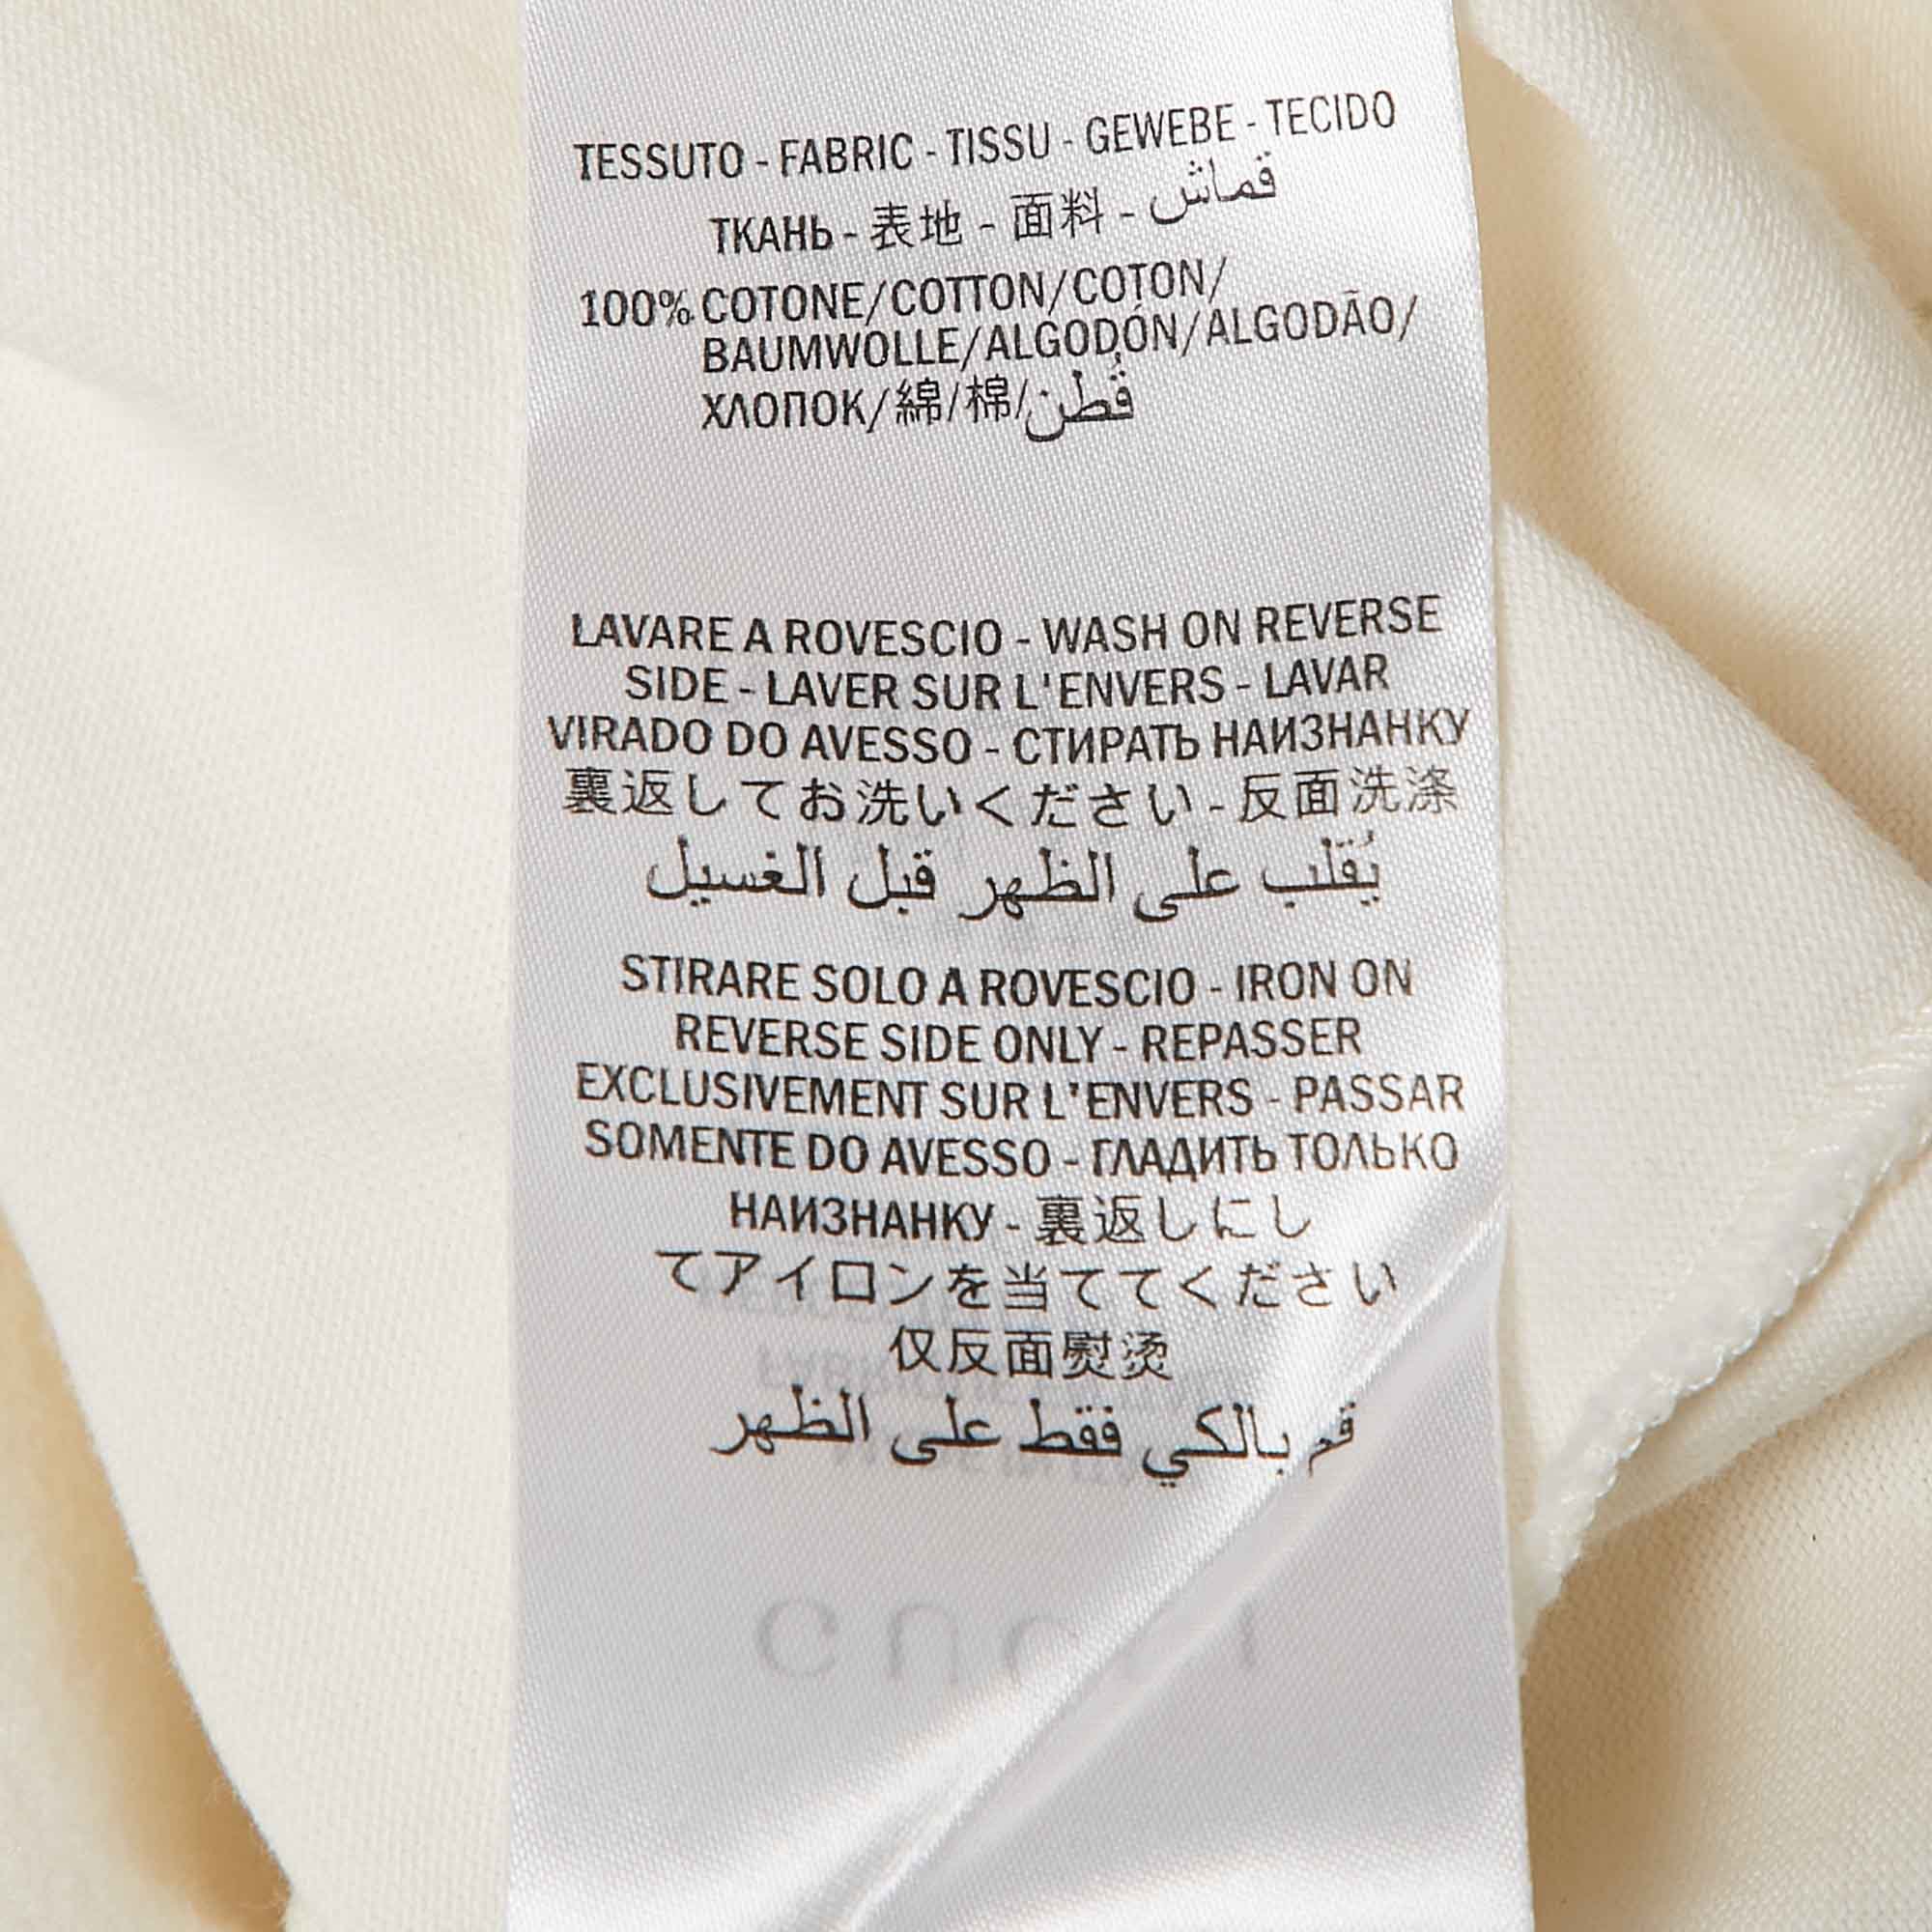 TESSUTO - FABRIC - TISSU - GEWEBE - TECIDO
ТКАНЬ - 表地 - 面料 - قماش
100% COTONE/COTTON/COTON/
BAUMWOLLE/ALGODÓN/ALGODÃO/
ХЛОПОК/綿/棉/قُطن
LAVARE A ROVESCIO - WASH ON REVERSE
SIDE - LAVER SUR L'ENVERS - LAVAR
VIRADO DO AVESSO - СТИРАТЬ НАИЗНАНКУ
裏返してお洗いください - 反面洗涤
يُقلَب على الظهر قبل الغسيل
STIRARE SOLO A ROVESCIO - IRON ON
REVERSE SIDE ONLY - REPASSER
EXCLUSIVEMENT SUR L'ENVERS - PASSAR
SOMENTE DO AVESSO - ГЛАДИТЬ ТОЛЬКО
НАИЗНАНКУ - 裏返しにし
てアイロンを当ててください
仅反面熨烫
قم بالكي فقط على الظهر